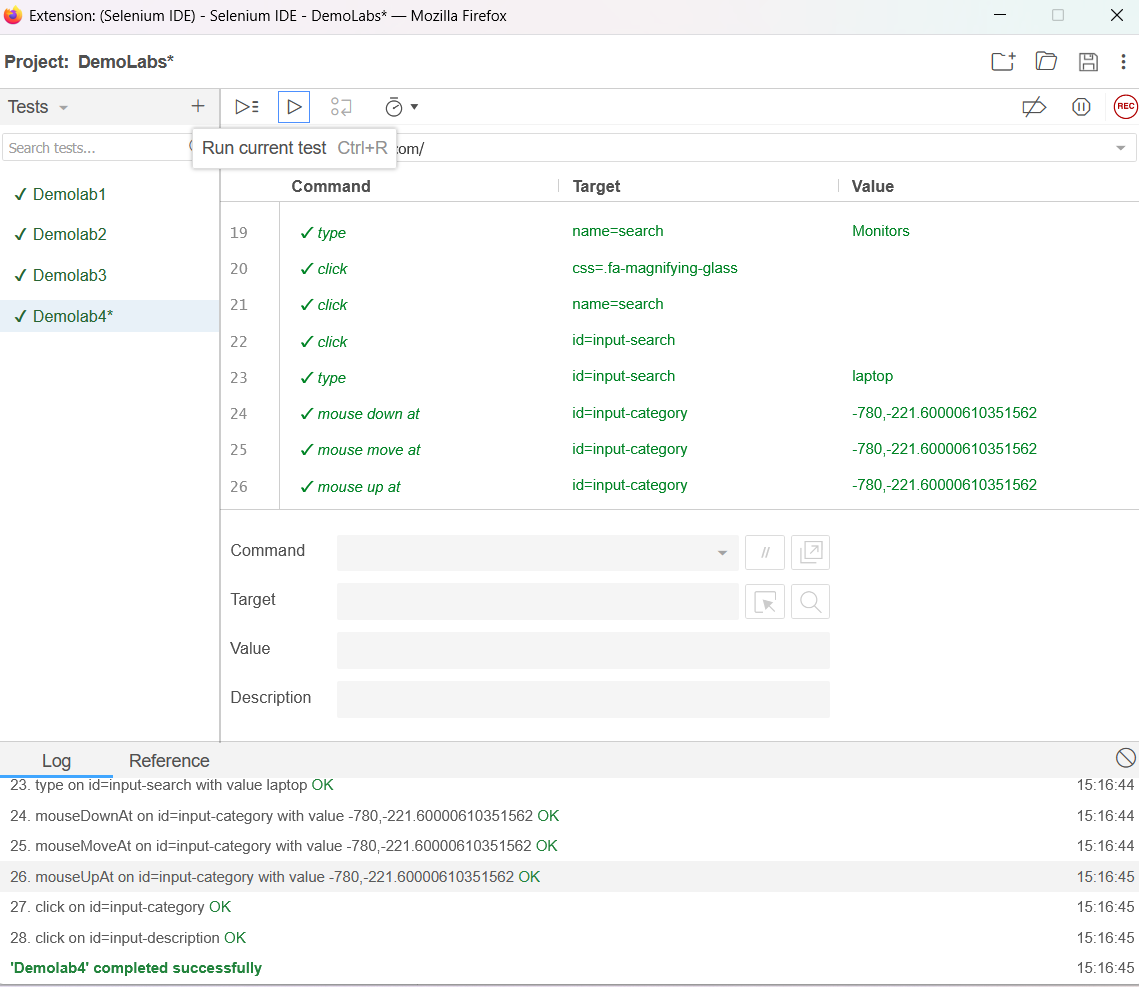 Extension: (Selenium IDE) - Selenium IDE - DemoLabs* — Mozilla Firefox
Project: DemoLabs*
Tests
REC
Run current test Ctrl+R
Search tests...
com/
Command Target Value
Demolab1
Demolab2
Demolab3
Demolab4*
19 ✓ type name=search Monitors
20 ✓ click css=.fa-magnifying-glass
21 ✓ click name=search
22 ✓ click id=input-search
23 ✓ type id=input-search laptop
24 ✓ mouse down at id=input-category -780,-221.60000610351562
25 ✓ mouse move at id=input-category -780,-221.60000610351562
26 ✓ mouse up at id=input-category -780,-221.60000610351562
Command //
Target
Value
Description
Log Reference
23. type on id=input-search with value laptop OK 15:16:44
24. mouseDownAt on id=input-category with value -780,-221.60000610351562 OK 15:16:44
25. mouseMoveAt on id=input-category with value -780,-221.60000610351562 OK 15:16:44
26. mouseUpAt on id=input-category with value -780,-221.60000610351562 OK 15:16:45
27. click on id=input-category OK 15:16:45
28. click on id=input-description OK 15:16:45
'Demolab4' completed successfully 15:16:45